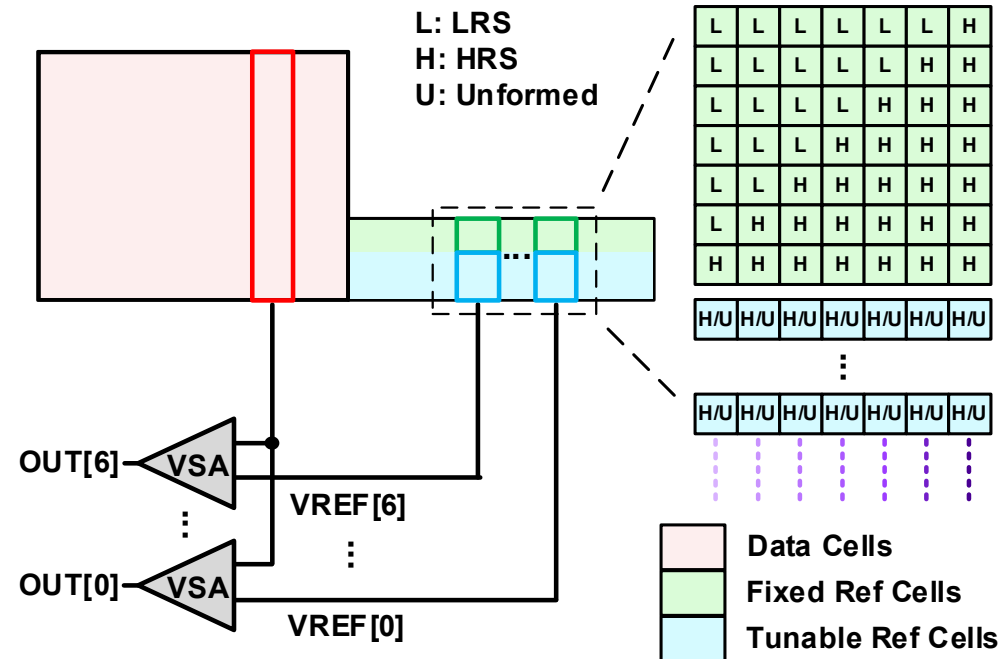 L: LRS
H: HRS
U: Unformed
L L L L L L H
L L L L L H H
L L L L H H H
L L L H H H H
L L H H H H H
L H H H H H H
H H H H H H H
H/U H/U H/U H/U H/U H/U H/U
H/U H/U H/U H/U H/U H/U H/U
OUT[6]
VSA
VREF[6]
OUT[0]
VSA
VREF[0]
Data Cells
Fixed Ref Cells
Tunable Ref Cells